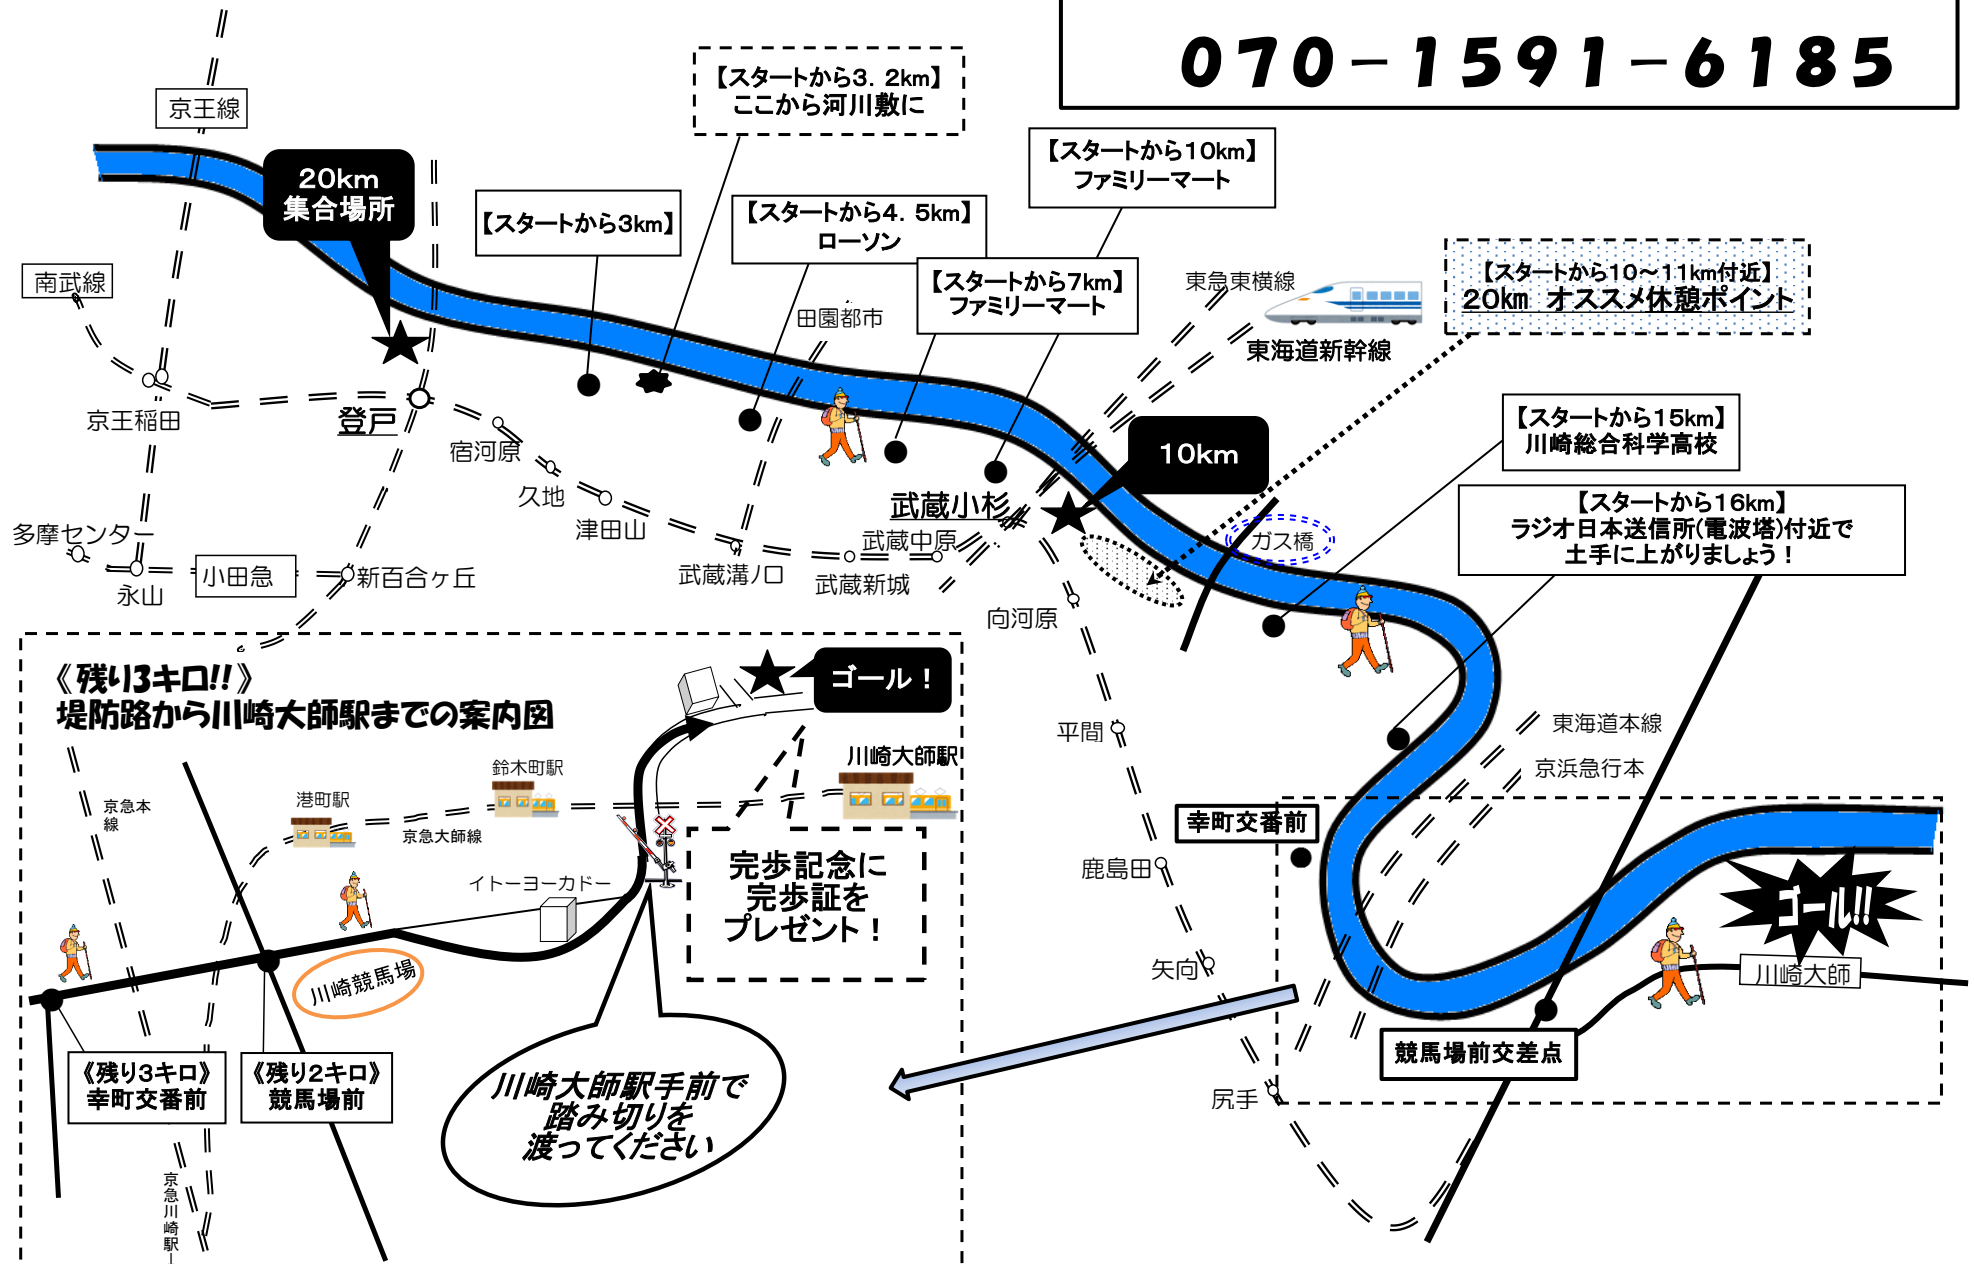 070-1591-6185
京王線
【スタートから3．2km】
ここから河川敷に
【スタートから10km】
ファミリーマート
20km
集合場所
【スタートから3km】
【スタートから4．5km】
ローソン
【スタートから7km】
ファミリーマート
南武線
田園都市
東急東横線
東海道新幹線
【スタートから10～11km付近】
20km　オススメ休憩ポイント
京王稲田
登戸
宿河原
久地
津田山
武蔵溝ノ口
武蔵新城
武蔵中原
武蔵小杉
10km
ガス橋
【スタートから15km】
川崎総合科学高校
【スタートから16km】
ラジオ日本送信所(電波塔)付近で
土手に上がりましょう！
多摩センター
永山
小田急
新百合ヶ丘
向河原
平間
鹿島田
矢向
尻手
東海道本線
京浜急行本
幸町交番前
ゴール!!
川崎大師
競馬場前交差点
《残り3キロ!!》
堤防路から川崎大師駅までの案内図
ゴール！
川崎大師駅
鈴木町駅
港町駅
京急本
線
京急大師線
イトーヨーカドー
完歩記念に
完歩証を
プレゼント！
川崎競馬場
《残り3キロ》
幸町交番前
《残り2キロ》
競馬場前
川崎大師駅手前で
踏み切りを
渡ってください
京急川崎駅